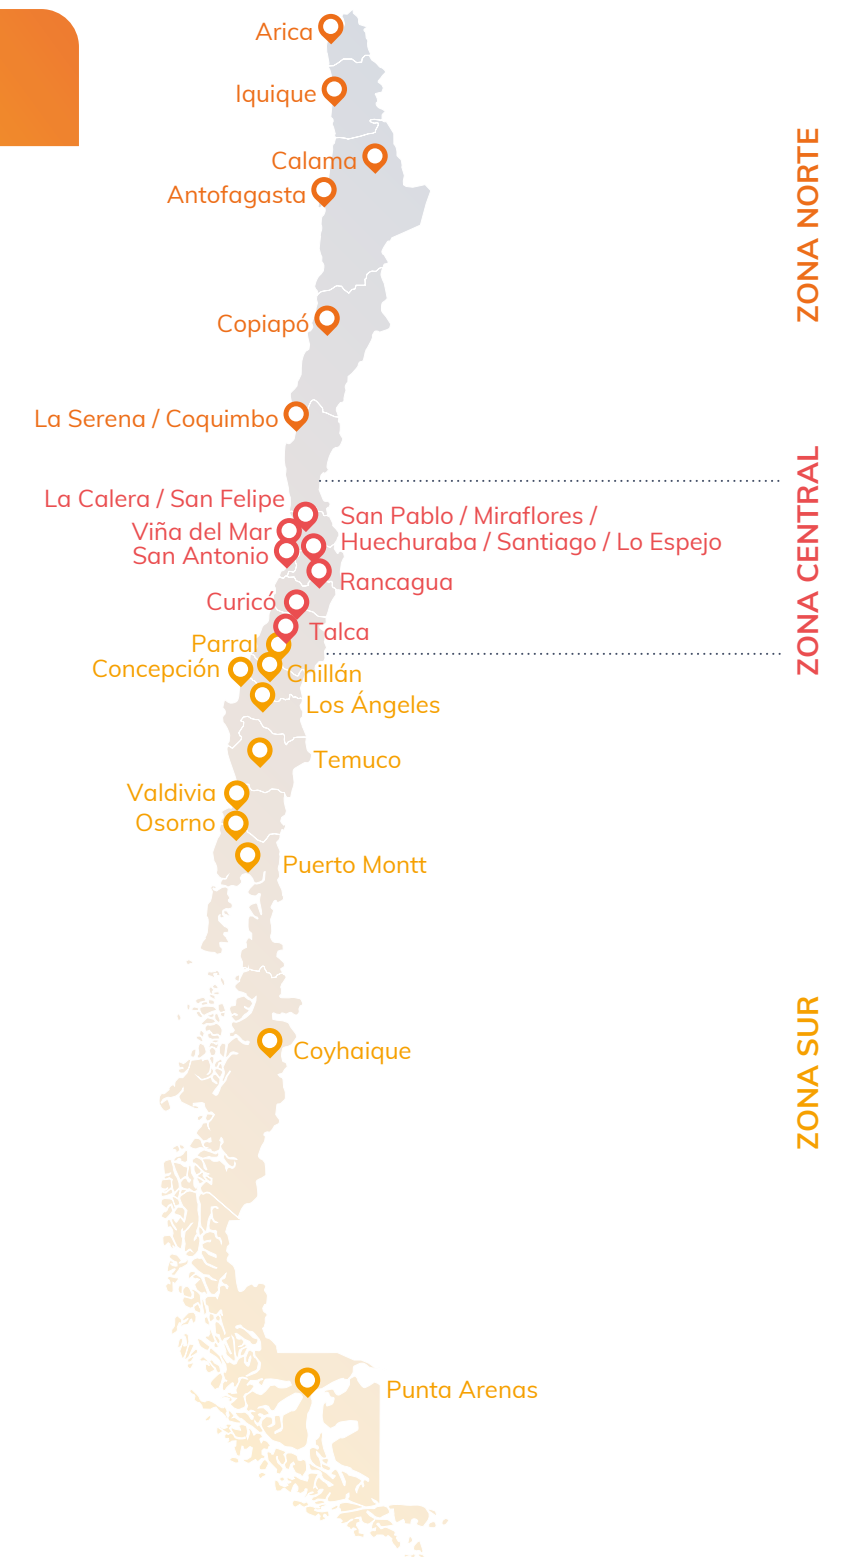 Arica
Iquique
Calama
Antofagasta
ZONA NORTE
Copiapó
La Serena / Coquimbo
La Calera / San Felipe
San Pablo / Miraflores /
Huechuraba / Santiago / Lo Espejo
Viña del Mar
San Antonio
ZONA CENTRAL
Rancagua
Curicó
Talca
Parral
Concepción
Chillán
Los Ángeles
Temuco
Valdivia
Osorno
Puerto Montt
Coyhaique
ZONA SUR
Punta Arenas